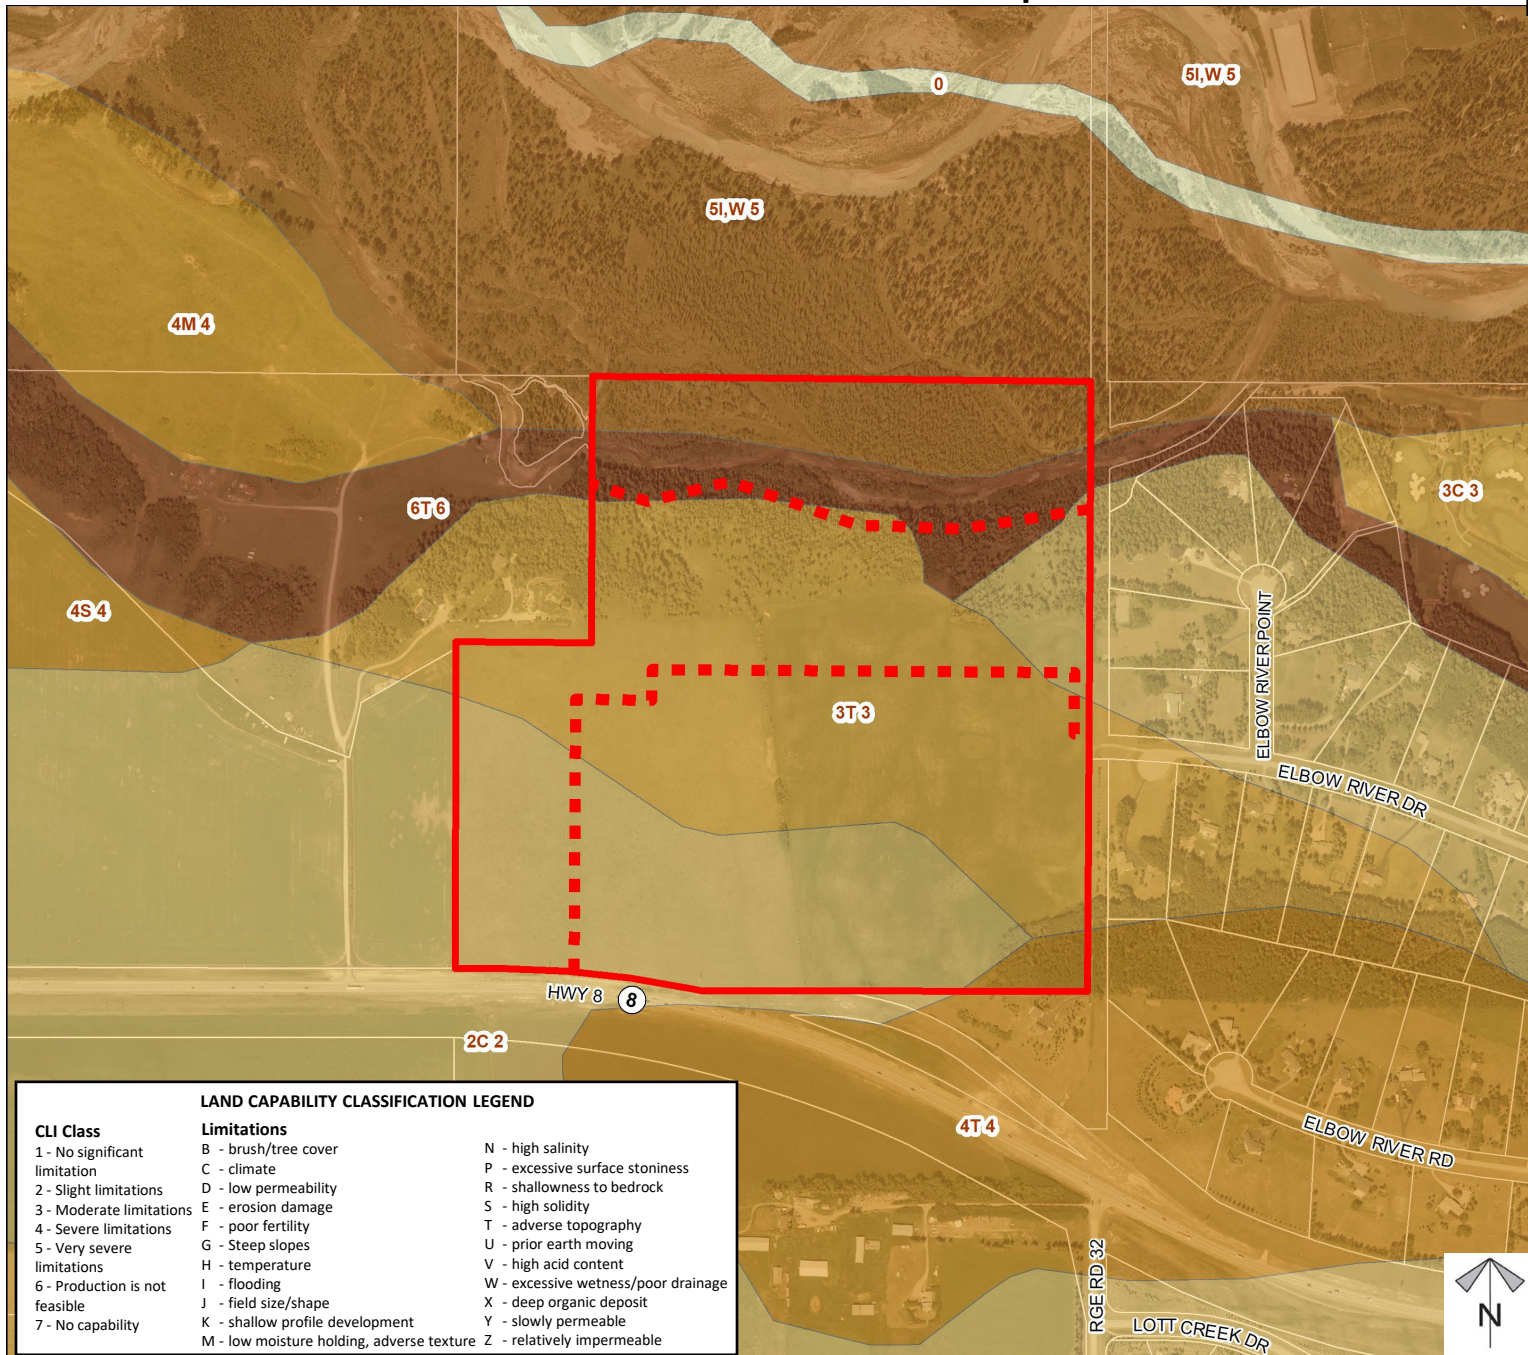 0
5I,W 5
5I,W 5
4M 4
3C 3
6T 6
4S 4
3T 3
ELBOW RIVER POINT
ELBOW RIVER DR
HWY 8
8
2C 2
4T 4
ELBOW RIVER RD
RGE RD 32
LOTT CREEK DR
N
LAND CAPABILITY CLASSIFICATION LEGEND
CLI Class
1 - No significant
limitation
2 - Slight limitations
3 - Moderate limitations
4 - Severe limitations
5 - Very severe
limitations
6 - Production is not
feasible
7 - No capability
Limitations
B - brush/tree cover
C - climate
D - low permeability
E - erosion damage
F - poor fertility
G - Steep slopes
H - temperature
I - flooding
J - field size/shape
K - shallow profile development
M - low moisture holding, adverse texture
N - high salinity
P - excessive surface stoniness
R - shallowness to bedrock
S - high solidity
T - adverse topography
U - prior earth moving
V - high acid content
W - excessive wetness/poor drainage
X - deep organic deposit
Y - slowly permeable
Z - relatively impermeable